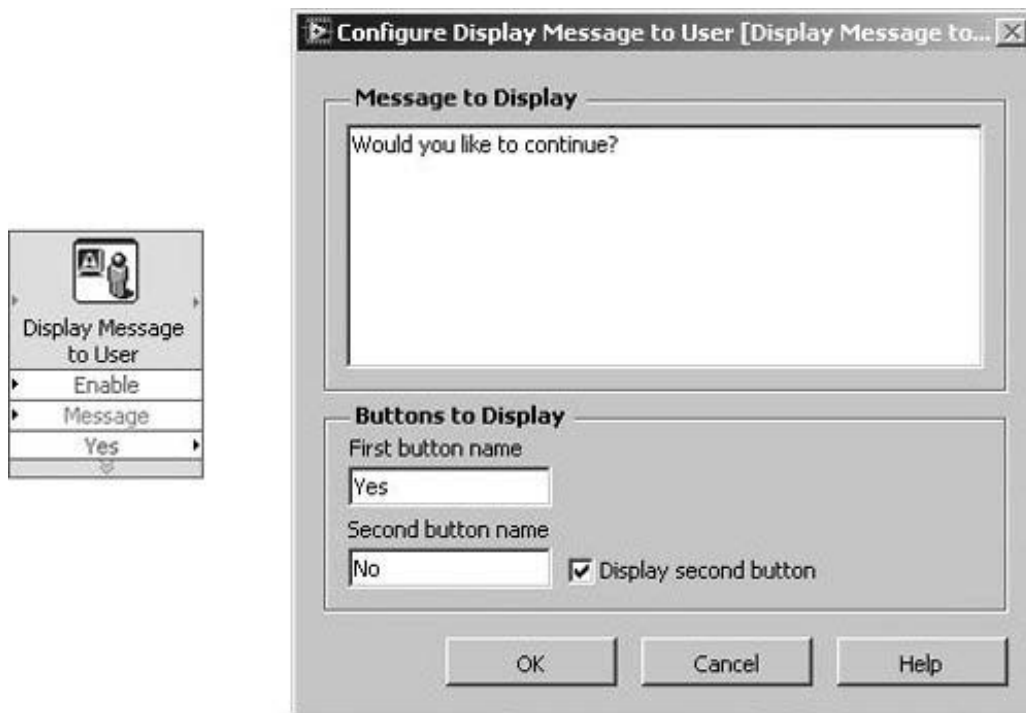 Display Message
to User
Enable
Message
Yes
Configure Display Message to User [Display Message to...
Message to Display
Would you like to continue?
Buttons to Display
First button name
Yes
Second button name
No
Display second button
OK Cancel Help